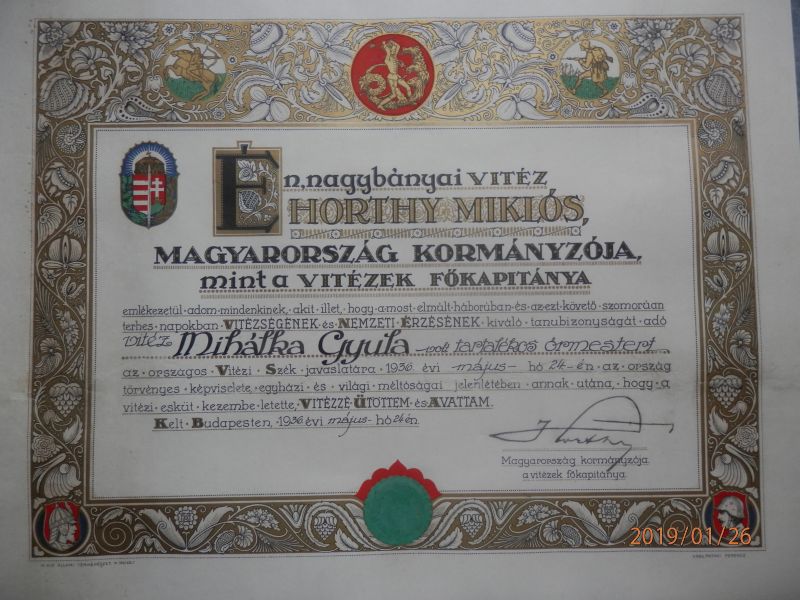 Én, nagybányai VITÉZ
HORTHY MIKLÓS,
MAGYARORSZÁG KORMÁNYZÓJA,
mint a VITÉZEK FŐKAPITÁNYA
emlékezetül·adom·mindenkinek, akit·illet, hogy·a·most·elmúlt·háborúban·és·az·ezt·követő·szomorúan
terhes·napokban·VITÉZSÉGÉNEK·és·NEMZETI·ÉRZÉSÉNEK·kiváló·tanubizonyságát·adó
vitéz Mihálka Gyula tartalékos őrmestert
az·országos·Vitézi·Szék·javaslatára·1936·évi május·hó 24·én·az·ország
törvényes·képviselete, egyházi·és·világi·méltóságai·jelenlétében·annak·utána, hogy·a
vitézi·esküt·kezembe·letette, VITÉZZÉ·ÜTÖTTEM·és·AVATTAM.
Kelt·Budapesten, 1936 évi május·hó 24 én.
Horthy
Magyarország·kormányzója
a·vitézek·főkapitánya.
2019/01/26